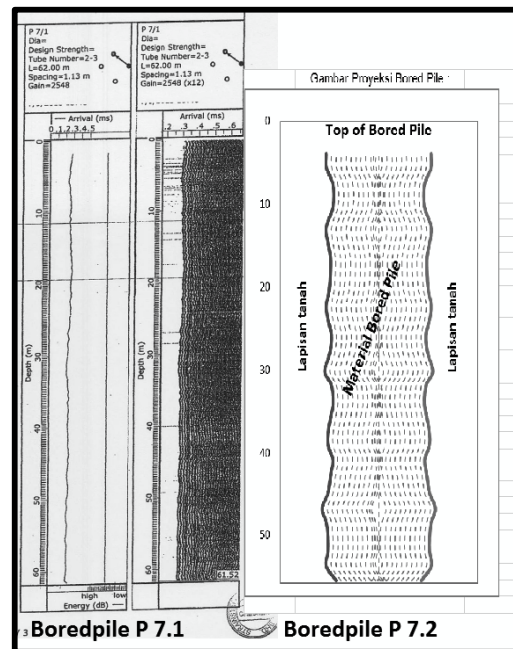 P 7/1
Dia=
Design Strength=
Tube Number=2-3
L=62.00 m
Spacing=1.13 m
Gain=2548
Arrival (ms)
0 .1 .2 .3 .4 .5
0
10
20
30
40
50
60
Depth (m)
high low
Energy (dB)
P 7/1
Dia=
Design Strength=
Tube Number=2-3
L=62.00 m
Spacing=1.13 m
Gain=2548 (x12)
Arrival (ms)
.2 .3 .4 .5 .6
0
10
20
30
40
50
60
Depth (m)
61.52
Boredpile P 7.1
Gambar Proyeksi Bored Pile :
Top of Bored Pile
0
10
20
30
40
50
Lapisan tanah
Material Bored Pile
Lapisan tanah
Boredpile P 7.2